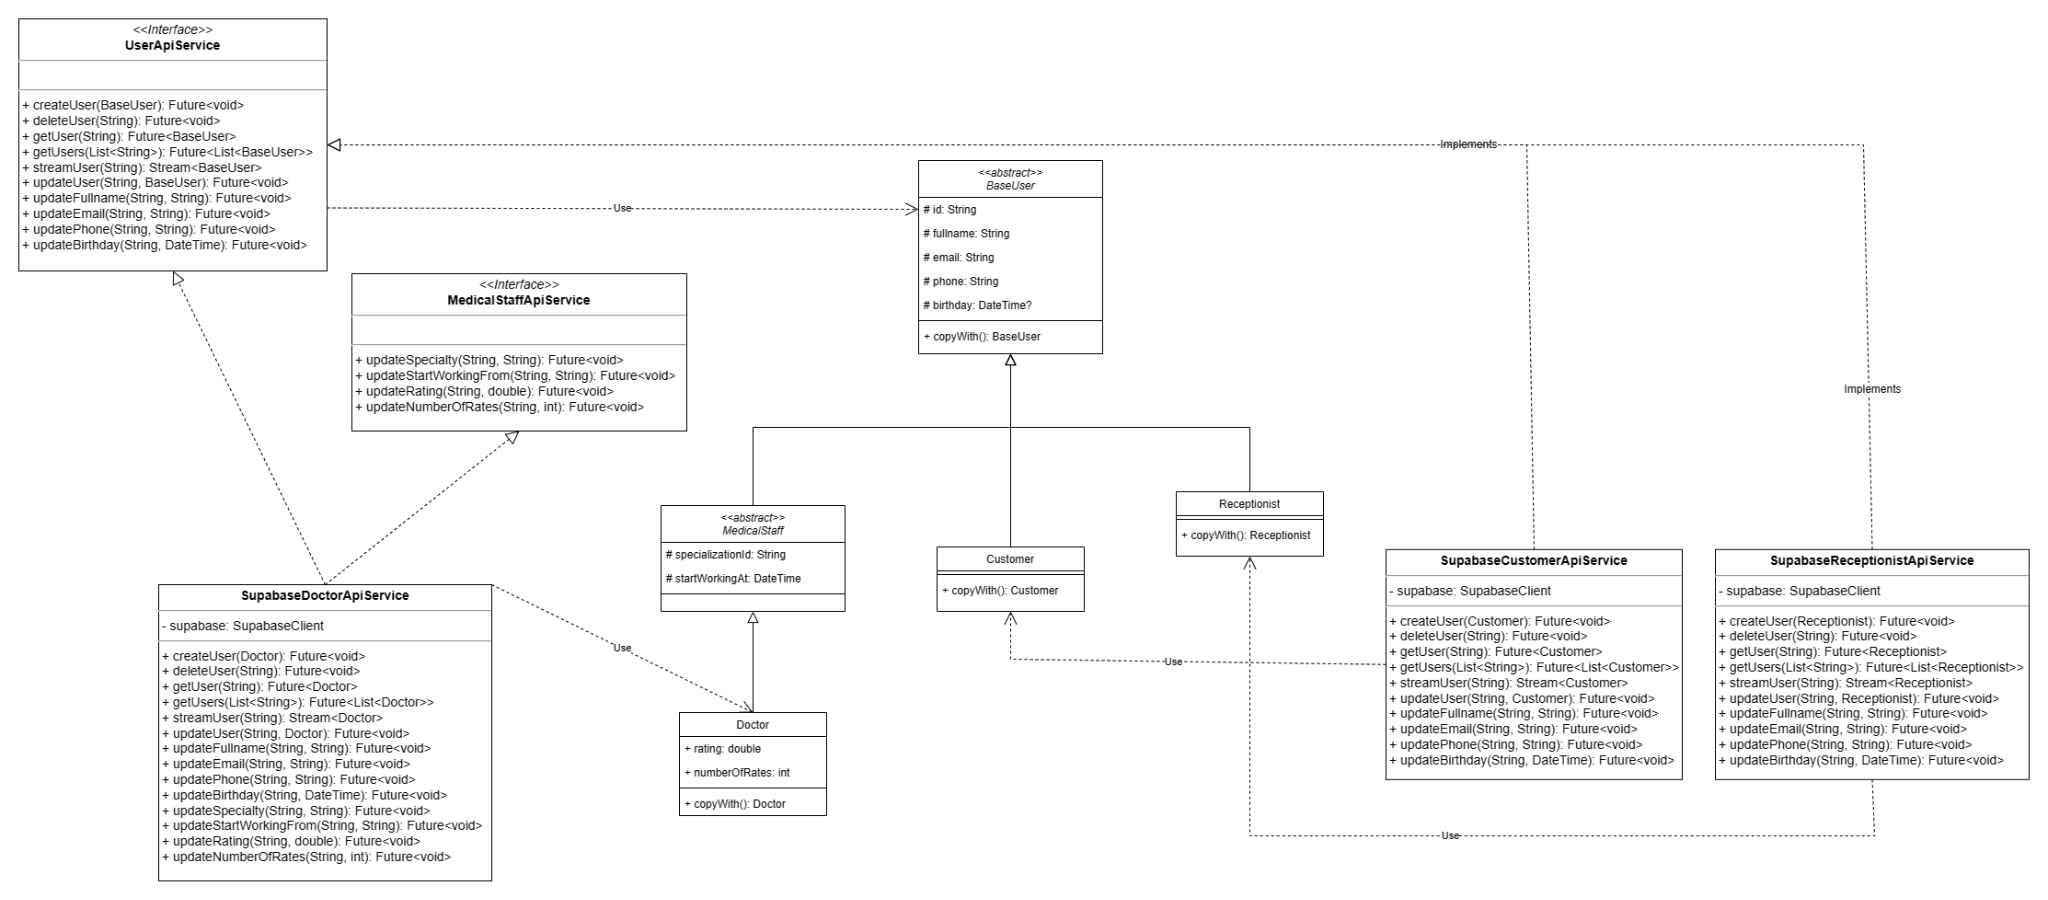 <<Interface>>
UserApiService
+ createUser(BaseUser): Future<void>
+ deleteUser(String): Future<void>
+ getUser(String): Future<BaseUser>
+ getUsers(List<String>): Future<List<BaseUser>>
+ streamUser(String): Stream<BaseUser>
+ updateUser(String, BaseUser): Future<void>
+ updateFullname(String, String): Future<void>
+ updateEmail(String, String): Future<void>
+ updatePhone(String, String): Future<void>
+ updateBirthday(String, DateTime): Future<void>
Implements
Use
<<abstract>>
BaseUser
# id: String
# fullname: String
# email: String
# phone: String
# birthday: DateTime?
+ copyWith(): BaseUser
<<Interface>>
MedicalStaffApiService
+ updateSpecialty(String, String): Future<void>
+ updateStartWorkingFrom(String, String): Future<void>
+ updateRating(String, double): Future<void>
+ updateNumberOfRates(String, int): Future<void>
Implements
<<abstract>>
MedicalStaff
# specializationId: String
# startWorkingAt: DateTime
Customer
+ copyWith(): Customer
Receptionist
+ copyWith(): Receptionist
SupabaseDoctorApiService
- supabase: SupabaseClient
+ createUser(Doctor): Future<void>
+ deleteUser(String): Future<void>
+ getUser(String): Future<Doctor>
+ getUsers(List<String>): Future<List<Doctor>>
+ streamUser(String): Stream<Doctor>
+ updateUser(String, Doctor): Future<void>
+ updateFullname(String, String): Future<void>
+ updateEmail(String, String): Future<void>
+ updatePhone(String, String): Future<void>
+ updateBirthday(String, DateTime): Future<void>
+ updateSpecialty(String, String): Future<void>
+ updateStartWorkingFrom(String, String): Future<void>
+ updateRating(String, double): Future<void>
+ updateNumberOfRates(String, int): Future<void>
Use
Doctor
+ rating: double
+ numberOfRates: int
+ copyWith(): Doctor
Use
SupabaseCustomerApiService
- supabase: SupabaseClient
+ createUser(Customer): Future<void>
+ deleteUser(String): Future<void>
+ getUser(String): Future<Customer>
+ getUsers(List<String>): Future<List<Customer>>
+ streamUser(String): Stream<Customer>
+ updateUser(String, Customer): Future<void>
+ updateFullname(String, String): Future<void>
+ updateEmail(String, String): Future<void>
+ updatePhone(String, String): Future<void>
+ updateBirthday(String, DateTime): Future<void>
SupabaseReceptionistApiService
- supabase: SupabaseClient
+ createUser(Receptionist): Future<void>
+ deleteUser(String): Future<void>
+ getUser(String): Future<Receptionist>
+ getUsers(List<String>): Future<List<Receptionist>>
+ streamUser(String): Stream<Receptionist>
+ updateUser(String, Receptionist): Future<void>
+ updateFullname(String, String): Future<void>
+ updateEmail(String, String): Future<void>
+ updatePhone(String, String): Future<void>
+ updateBirthday(String, DateTime): Future<void>
Use